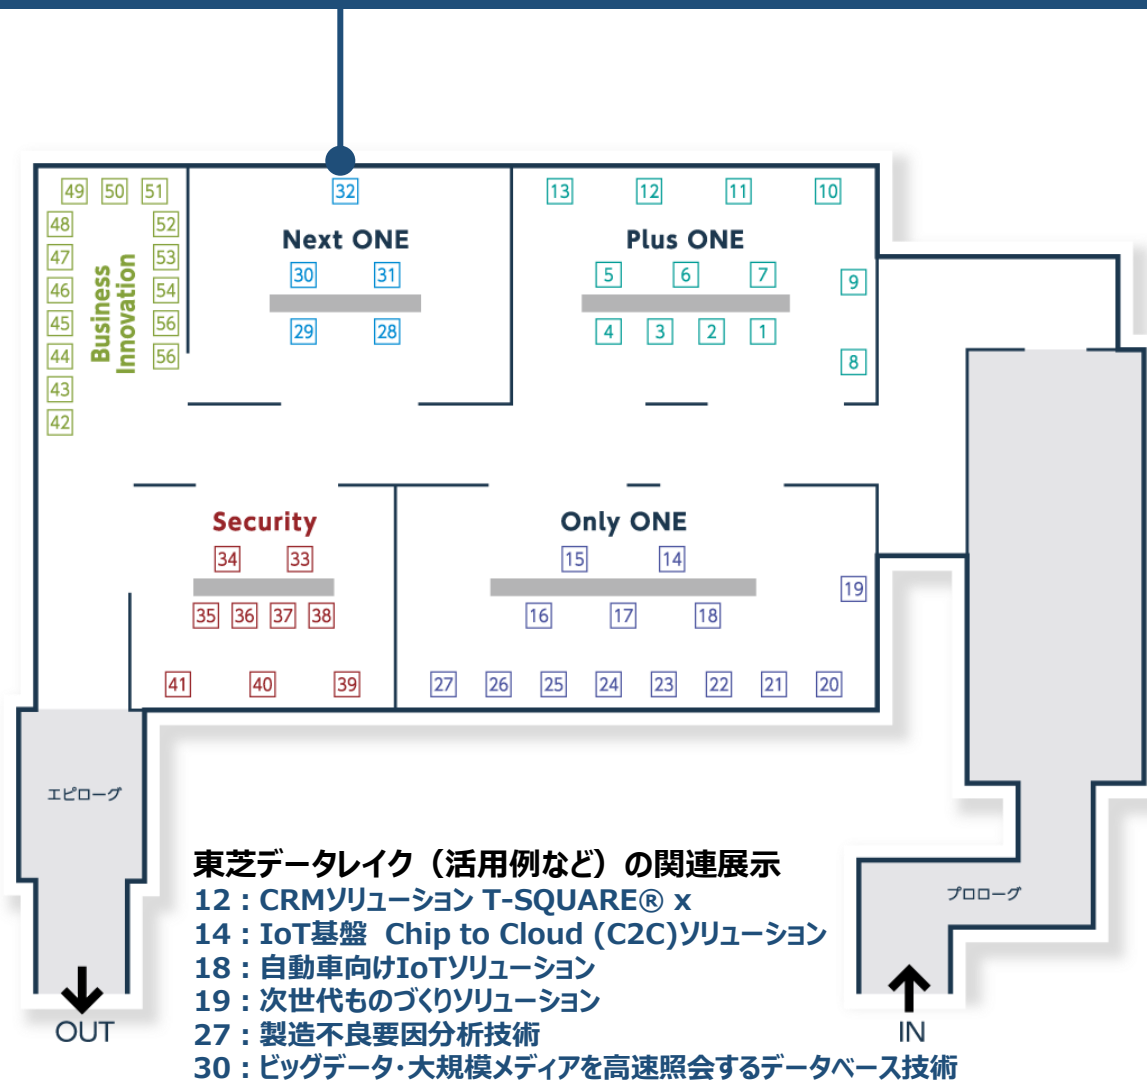 49 50 51
32
13 12 11 10
48 52
Next ONE
Plus ONE
47 53
46 54
45 56
44 56
43
42
Business
Innovation
30 31
29 28
5 6 7
9
4 3 2 1
8
Security
Only ONE
34 33
15 14
19
35 36 37 38
16 17 18
41 40 39
27 26 25 24 23 22 21 20
エピローグ
プロローグ
東芝データレイク（活用例など）の関連展示
12：CRMソリューション T-SQUARE® x
14：IoT基盤 Chip to Cloud (C2C)ソリューション
18：自動車向けIoTソリューション
19：次世代ものづくりソリューション
27：製造不良要因分析技術
30：ビッグデータ・大規模メディアを高速照会するデータベース技術
OUT
IN